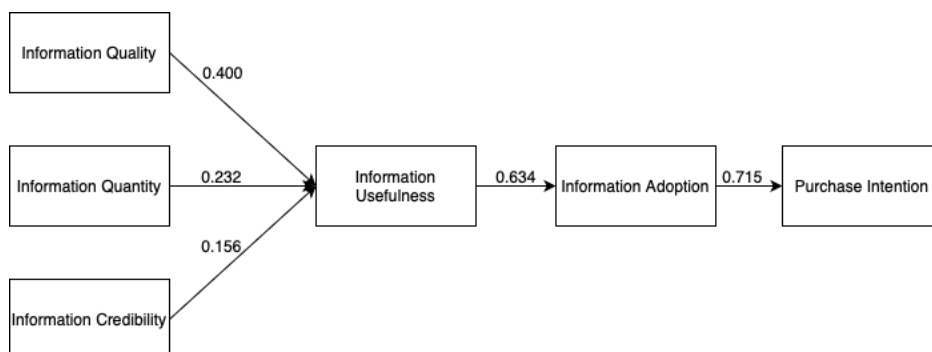 Information Quality
0.400
Information Quantity
0.232
Information
Usefulness
0.634
Information Adoption
0.715
Purchase Intention
0.156
Information Credibility